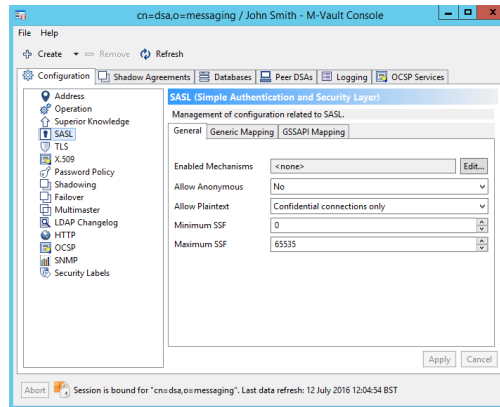 cn=dsa,o=messaging / John Smith - M-Vault Console
File Help
Create Remove Refresh
Configuration Shadow Agreements Databases Peer DSAs Logging OCSP Services
Address
Operation
Superior Knowledge
SASL
TLS
X.509
Password Policy
Shadowing
Failover
Multimaster
LDAP Changelog
HTTP
OCSP
SNMP
Security Labels
SASL (Simple Authentication and Security Layer)
Management of configuration related to SASL.
General Generic Mapping GSSAPI Mapping
Enabled Mechanisms <none> Edit...
Allow Anonymous No
Allow Plaintext Confidential connections only
Minimum SSF 0
Maximum SSF 65535
Apply Cancel
Abort Session is bound for "cn=dsa,o=messaging". Last data refresh: 12 July 2016 12:04:54 BST